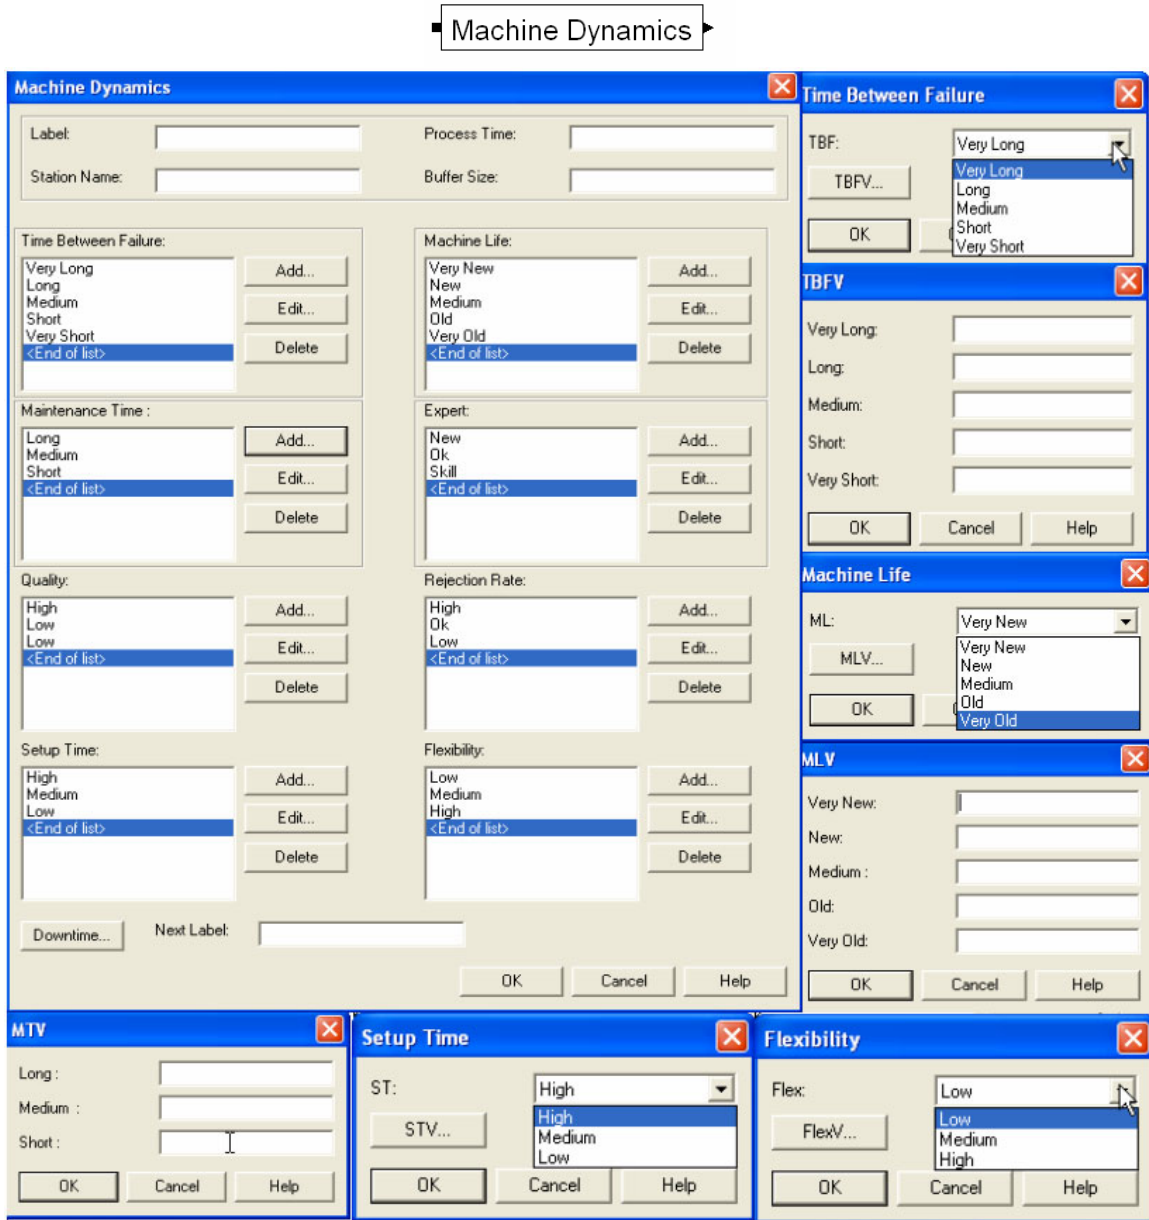 Machine Dynamics
Machine Dynamics
Label:
Process Time:
Station Name:
Buffer Size:
Time Between Failure:
Very Long
Long
Medium
Short
Very Short
<End of list>
Add...
Edit...
Delete
Machine Life:
Very New
New
Medium
Old
Very Old
<End of list>
Add...
Edit...
Delete
Maintenance Time :
Long
Medium
Short
<End of list>
Add...
Edit...
Delete
Expert:
New
Ok
Skill
<End of list>
Add...
Edit...
Delete
Quality:
High
Low
Low
<End of list>
Add...
Edit...
Delete
Rejection Rate:
High
Ok
Low
<End of list>
Add...
Edit...
Delete
Setup Time:
High
Medium
Low
<End of list>
Add...
Edit...
Delete
Flexibility:
Low
Medium
High
<End of list>
Add...
Edit...
Delete
Downtime...
Next Label:
OK Cancel Help
Time Between Failure
TBF: Very Long
TBFV...
Very Long
Long
Medium
Short
Very Short
OK
TBFV
Very Long:
Long:
Medium:
Short:
Very Short:
OK Cancel Help
Machine Life
ML: Very New
MLV...
Very New
New
Medium
Old
Very Old
OK
MLV
Very New:
New:
Medium :
Old:
Very Old:
OK Cancel Help
MTV
Long :
Medium :
Short :
OK Cancel Help
Setup Time
ST: High
STV...
High
Medium
Low
OK Cancel Help
Flexibility
Flex: Low
FlexV...
Low
Medium
High
OK Cancel Help